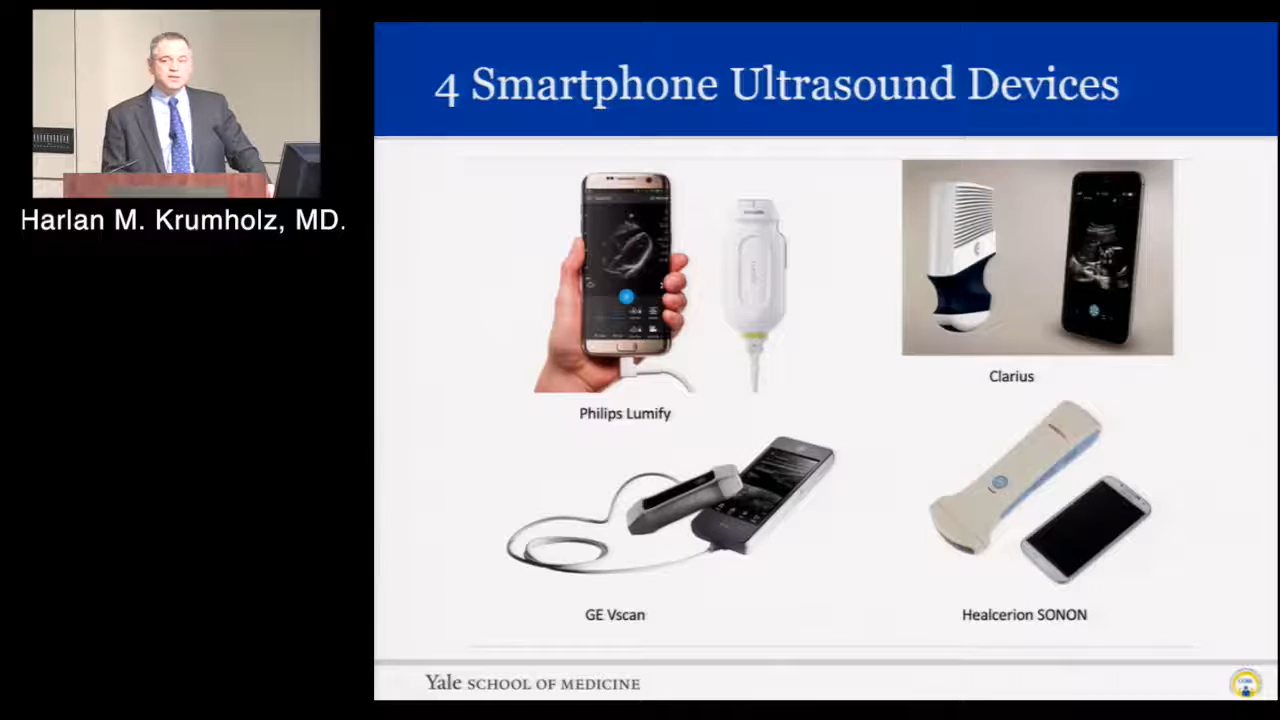 Harlan M. Krumholz, MD.
4 Smartphone Ultrasound Devices
Philips Lumify
Clarius
GE Vscan
Healcerion SONON
Yale SCHOOL OF MEDICINE